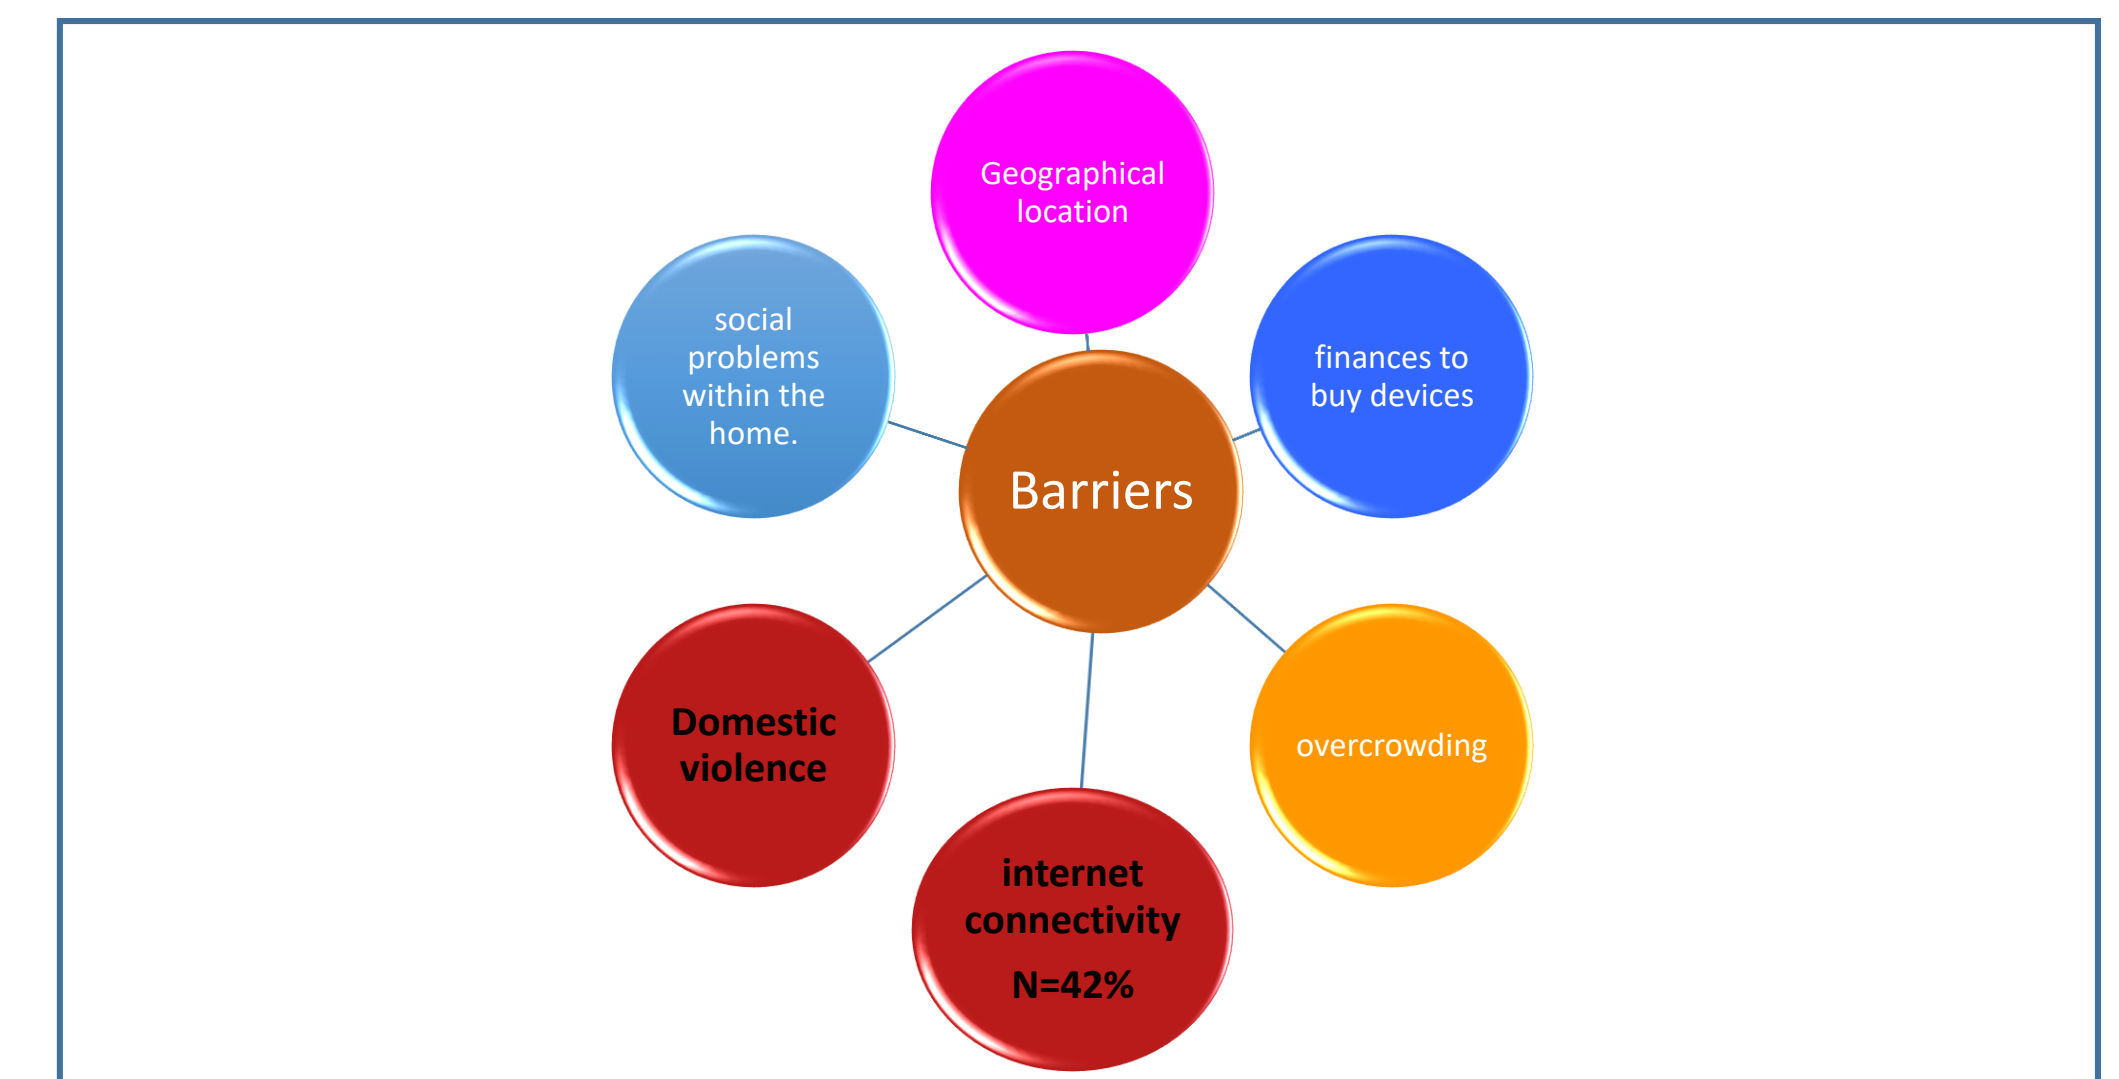 Geographical
location
social
problems
within the
home.
finances to
buy devices
Barriers
Domestic
violence
overcrowding
internet
connectivity
N=42%